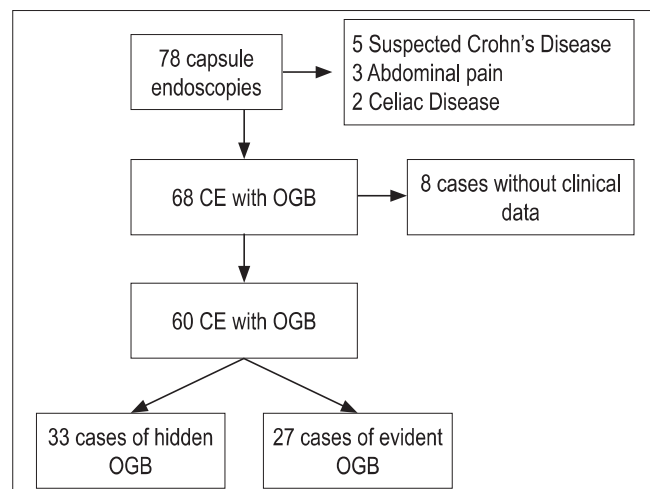 78 capsule
endoscopies
5 Suspected Crohn's Disease
3 Abdominal pain
2 Celiac Disease
68 CE with OGB
8 cases without clinical
data
60 CE with OGB
33 cases of hidden
OGB
27 cases of evident
OGB